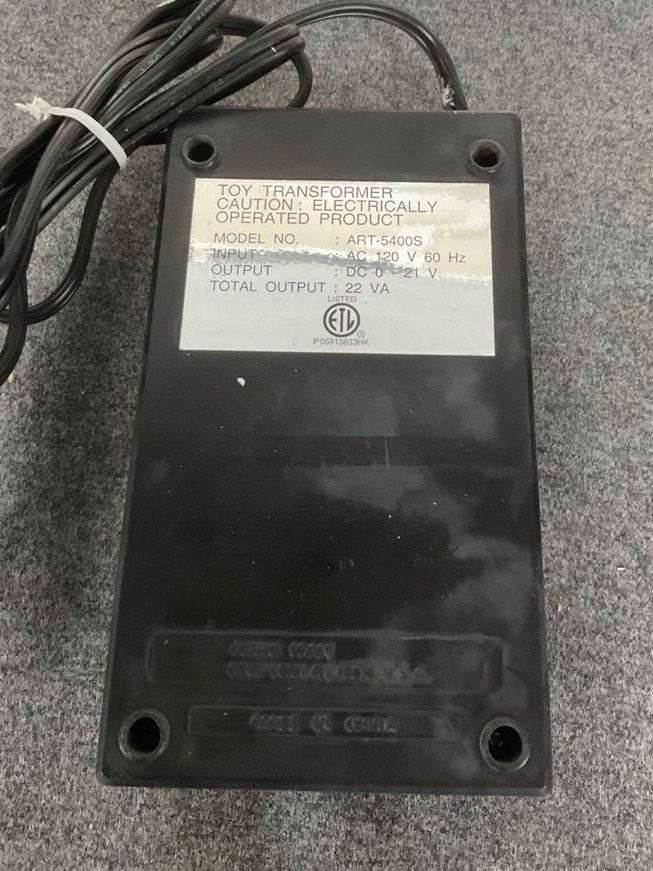 TOY TRANSFORMER
CAUTION : ELECTRICALLY
OPERATED PRODUCT
MODEL NO. : ART-5400S
INPUT : AC 120 V 60 Hz
OUTPUT : DC 0 - 21 V
TOTAL OUTPUT : 22 VA
LISTED
ETL
®
P 05913833HK